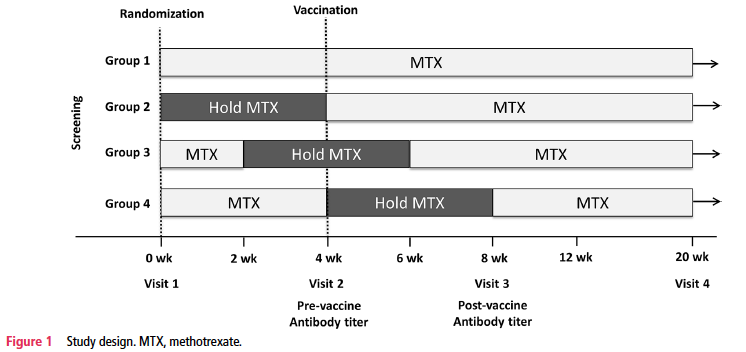 Randomization
Vaccination
Screening
Group 1
MTX
Group 2
Hold MTX
MTX
Group 3
MTX
Hold MTX
MTX
Group 4
MTX
Hold MTX
MTX
0 wk
2 wk
4 wk
6 wk
8 wk
12 wk
20 wk
Visit 1
Visit 2
Visit 3
Visit 4
Pre-vaccine
Antibody titer
Post-vaccine
Antibody titer
Figure 1 Study design. MTX, methotrexate.